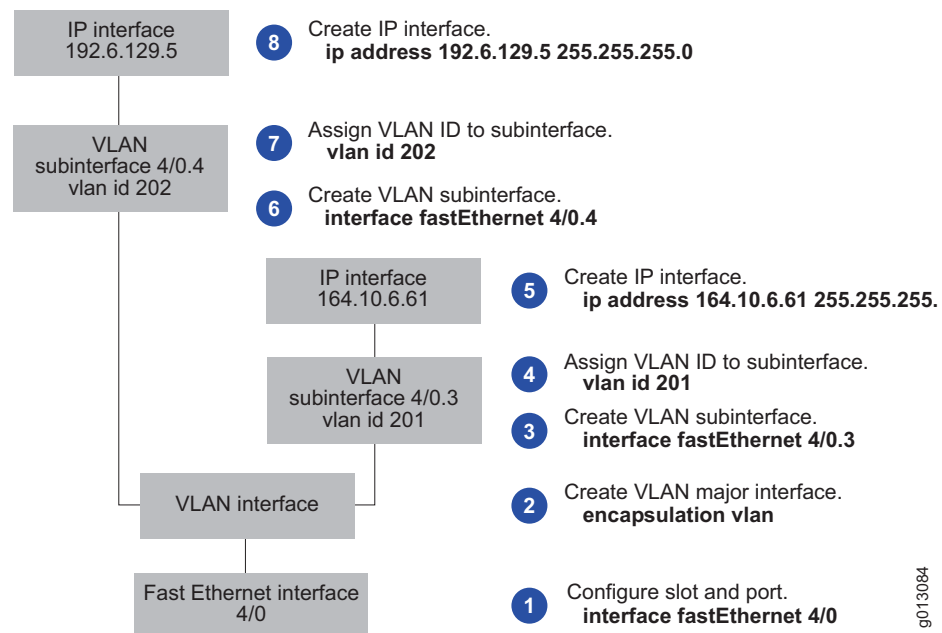 IP interface
192.6.129.5
8
Create IP interface.
ip address 192.6.129.5 255.255.255.0
VLAN
subinterface 4/0.4
vlan id 202
7
Assign VLAN ID to subinterface.
vlan id 202
6
Create VLAN subinterface.
interface fastEthernet 4/0.4
IP interface
164.10.6.61
5
Create IP interface.
ip address 164.10.6.61 255.255.255.
VLAN
subinterface 4/0.3
vlan id 201
4
Assign VLAN ID to subinterface.
vlan id 201
3
Create VLAN subinterface.
interface fastEthernet 4/0.3
VLAN interface
2
Create VLAN major interface.
encapsulation vlan
Fast Ethernet interface
4/0
1
Configure slot and port.
interface fastEthernet 4/0
g013084